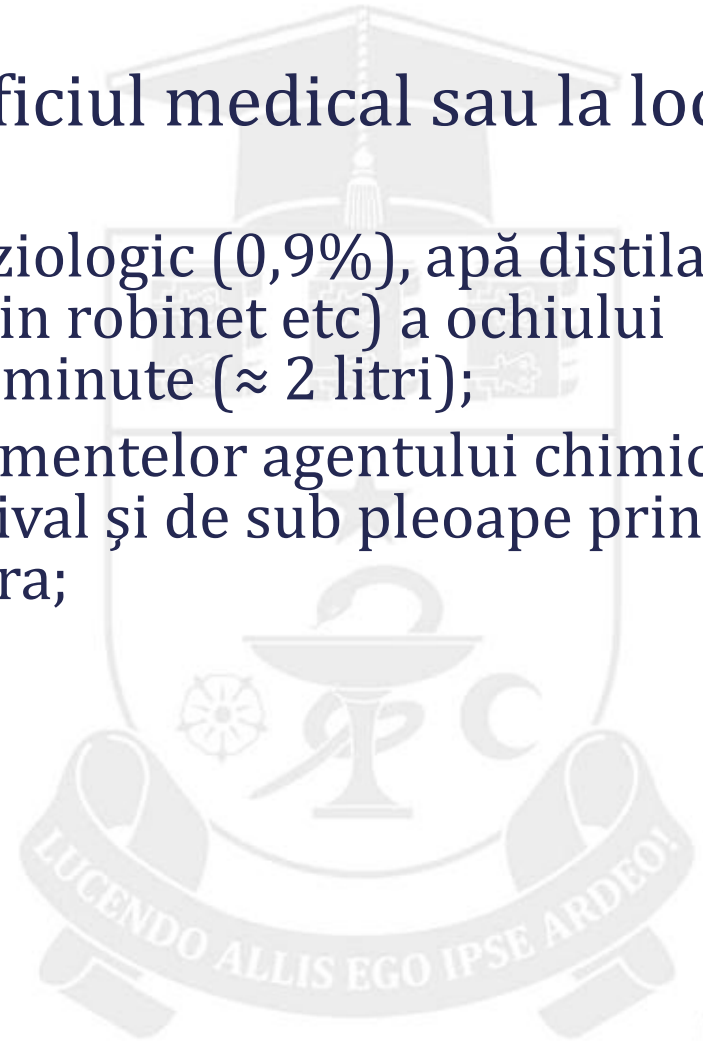 ficiul medical sau la loc
ziologic (0,9%), apă distila
in robinet etc) a ochiului
minute (≈ 2 litri);
mentelor agentului chimic
ival și de sub pleoape prin
ra;
LUCENDO ALLIS EGO IPSE ARDEO!